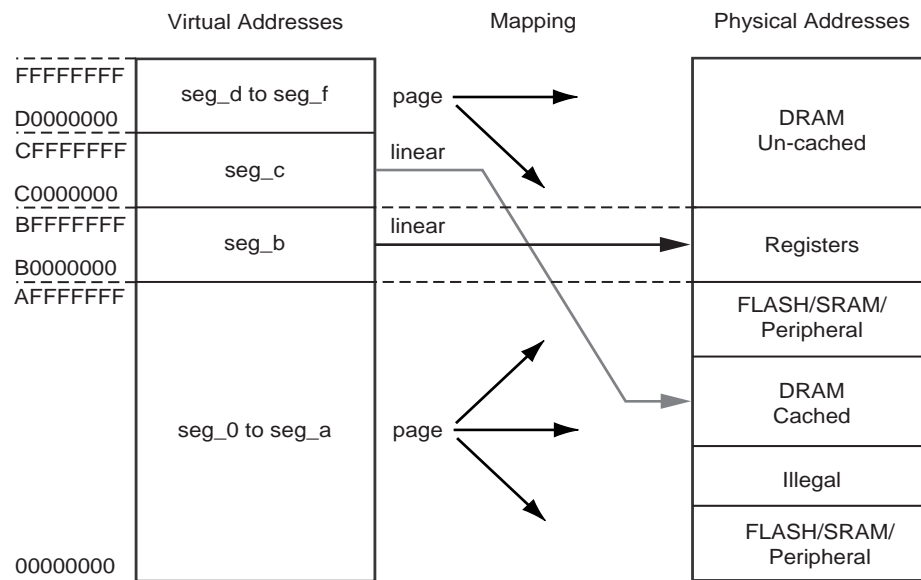 Virtual Addresses
Mapping
Physical Addresses
FFFFFFFF
D0000000
CFFFFFFF
C0000000
BFFFFFFF
B0000000
AFFFFFFF
00000000
seg_d to seg_f
seg_c
seg_b
seg_0 to seg_a
page
linear
linear
page
DRAM
Un-cached
Registers
FLASH/SRAM/
Peripheral
DRAM
Cached
Illegal
FLASH/SRAM/
Peripheral